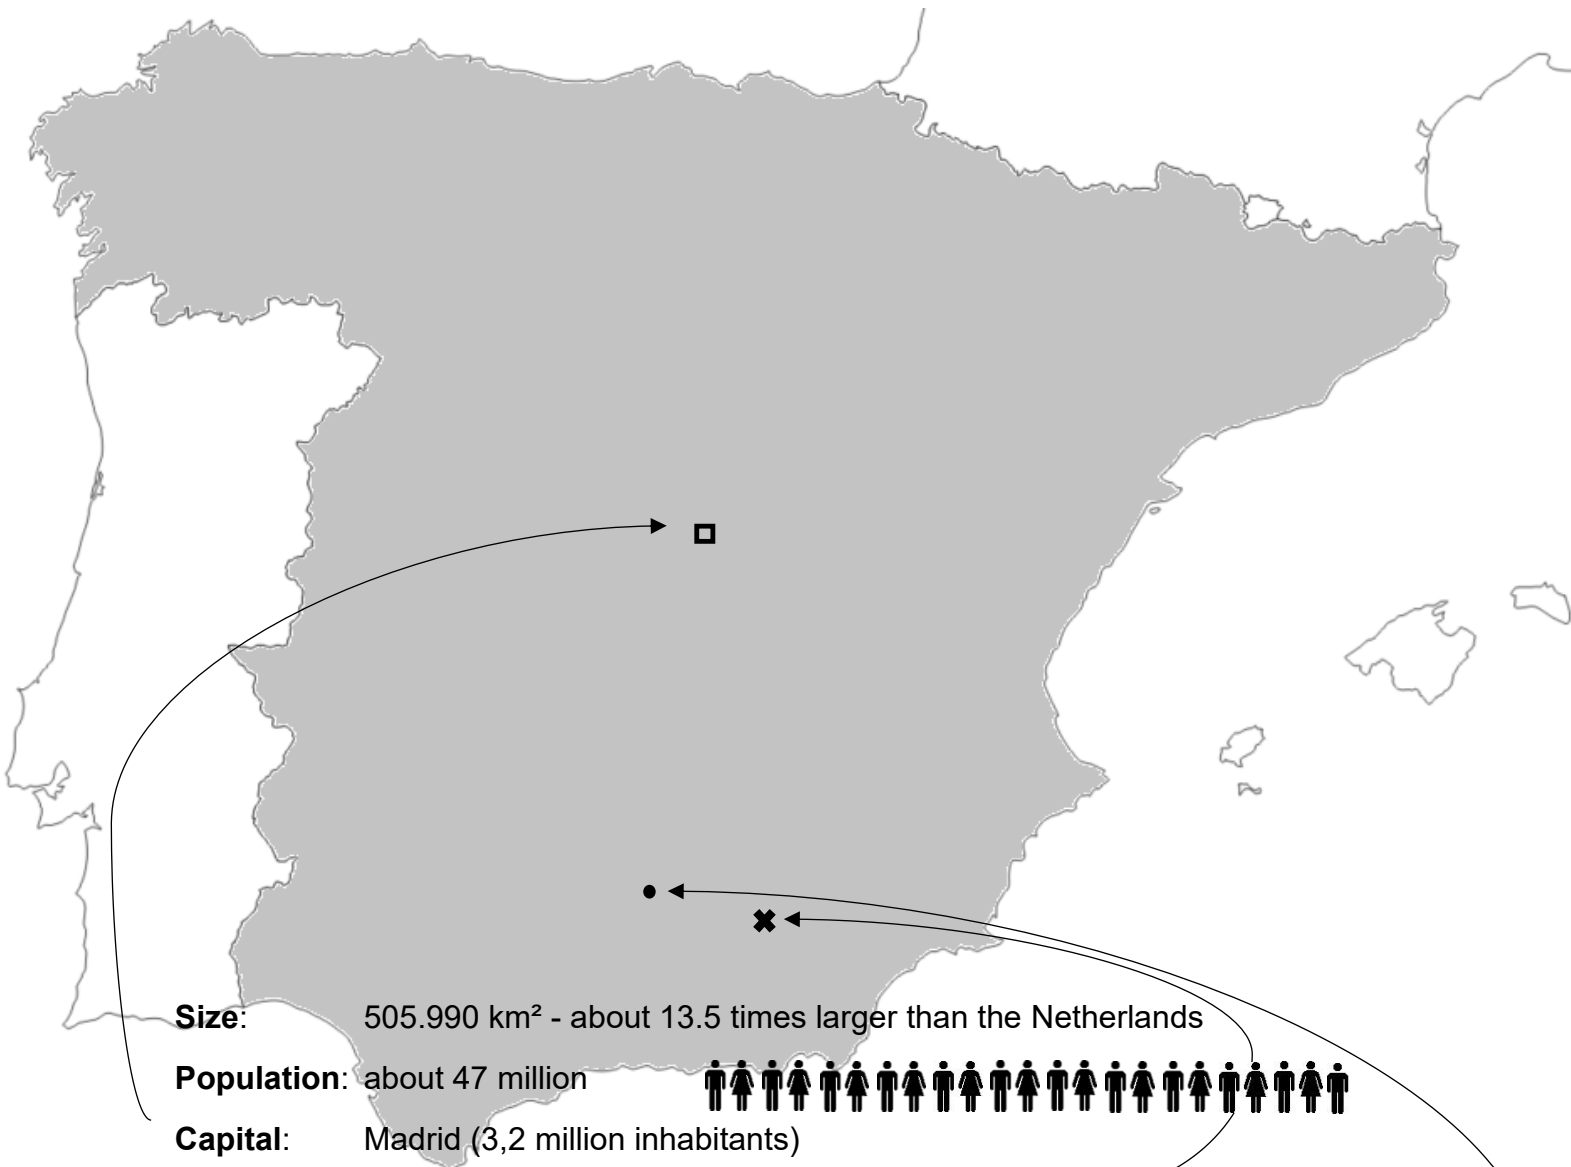 Size: 505.990 km² - about 13.5 times larger than the Netherlands
Population: about 47 million
Capital: Madrid (3,2 million inhabitants)